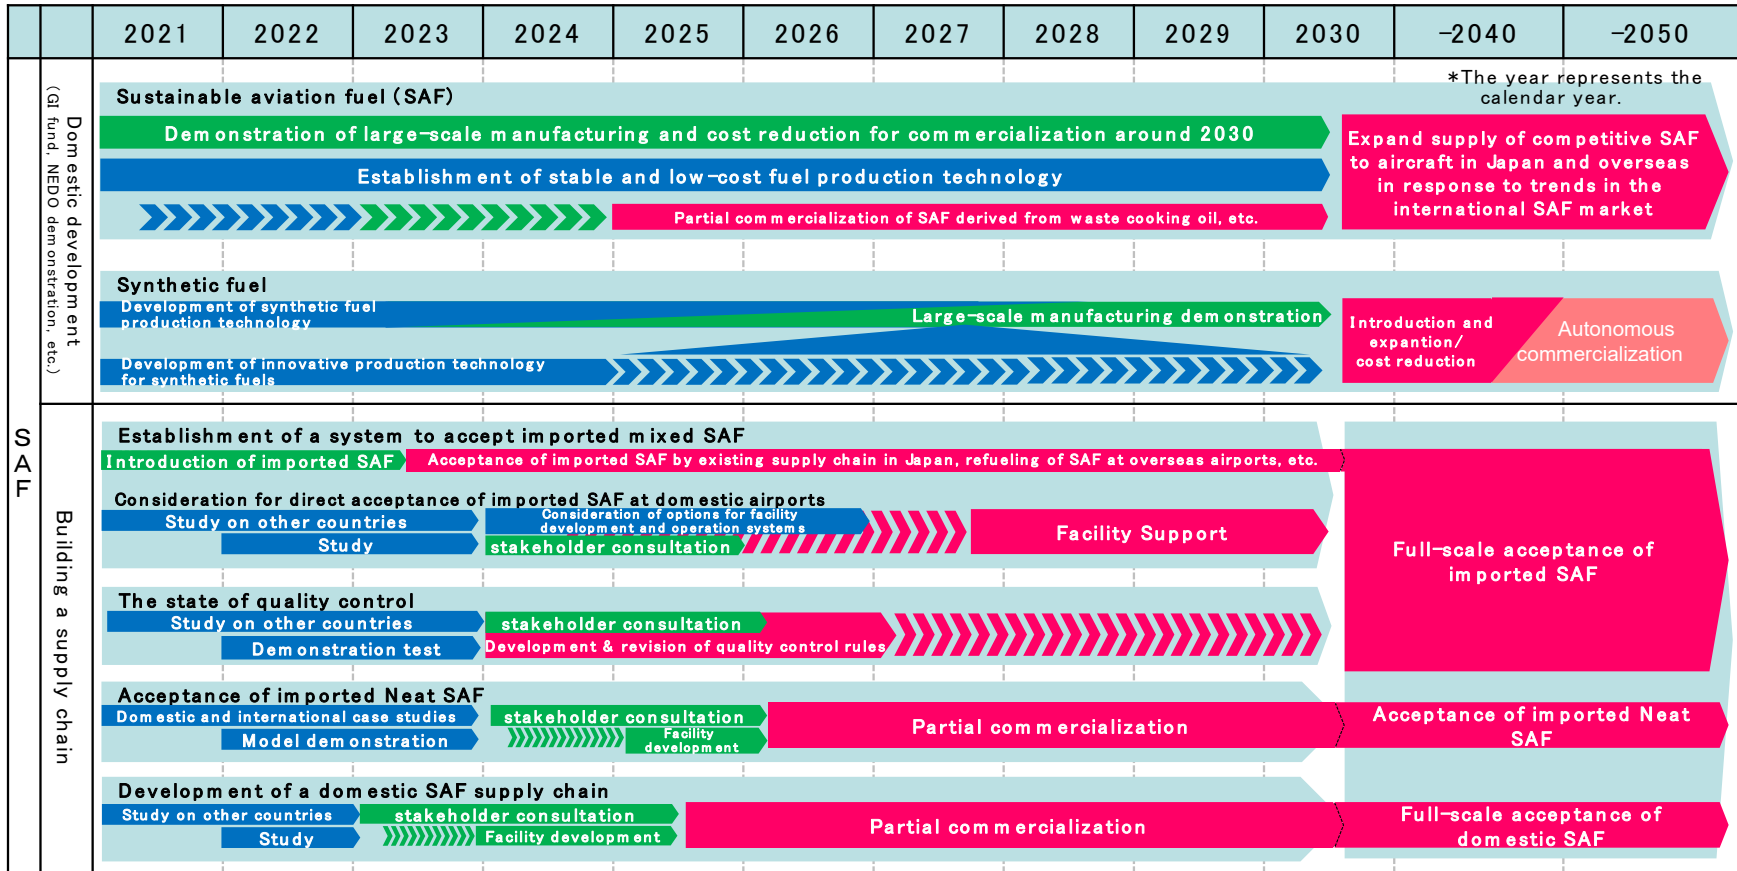 2021 2022 2023 2024 2025 2026 2027 2028 2029 2030 -2040 -2050
*The year represents the
calendar year.
SAF
Domestic development
(GI fund, NEDO demonstration, etc.)
Sustainable aviation fuel (SAF)
Demonstration of large-scale manufacturing and cost reduction for commercialization around 2030
Establishment of stable and low-cost fuel production technology
Partial commercialization of SAF derived from waste cooking oil, etc.
Expand supply of competitive SAF
to aircraft in Japan and overseas
in response to trends in the
international SAF market
Synthetic fuel
Development of synthetic fuel
production technology
Large-scale manufacturing demonstration
Development of innovative production technology
for synthetic fuels
Introduction and
expantion/
cost reduction
Autonomous
commercialization
Building a supply chain
Establishment of a system to accept imported mixed SAF
Introduction of imported SAF
Acceptance of imported SAF by existing supply chain in Japan, refueling of SAF at overseas airports, etc.
Consideration for direct acceptance of imported SAF at domestic airports
Study on other countries
Study
Consideration of options for facility
development and operation systems
stakeholder consultation
Facility Support
Full-scale acceptance of
imported SAF
The state of quality control
Study on other countries
Demonstration test
stakeholder consultation
Development & revision of quality control rules
Acceptance of imported Neat SAF
Domestic and international case studies
Model demonstration
stakeholder consultation
Facility
development
Partial commercialization
Acceptance of imported Neat
SAF
Development of a domestic SAF supply chain
Study on other countries
Study
stakeholder consultation
Facility development
Partial commercialization
Full-scale acceptance of
domestic SAF